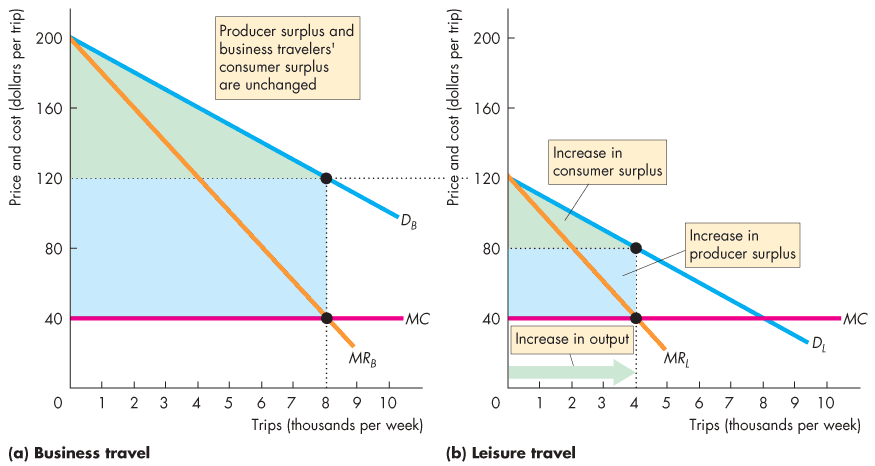 Price and cost (dollars per trip)
200
160
120
80
40
0
1 2 3 4 5 6 7 8 9 10
Trips (thousands per week)
Producer surplus and
business travelers'
consumer surplus
are unchanged
D_B
MC
MR_B
(a) Business travel
Price and cost (dollars per trip)
200
160
120
80
40
0
1 2 3 4 5 6 7 8 9 10
Trips (thousands per week)
Increase in
consumer surplus
Increase in
producer surplus
Increase in output
MC
D_L
MR_L
(b) Leisure travel